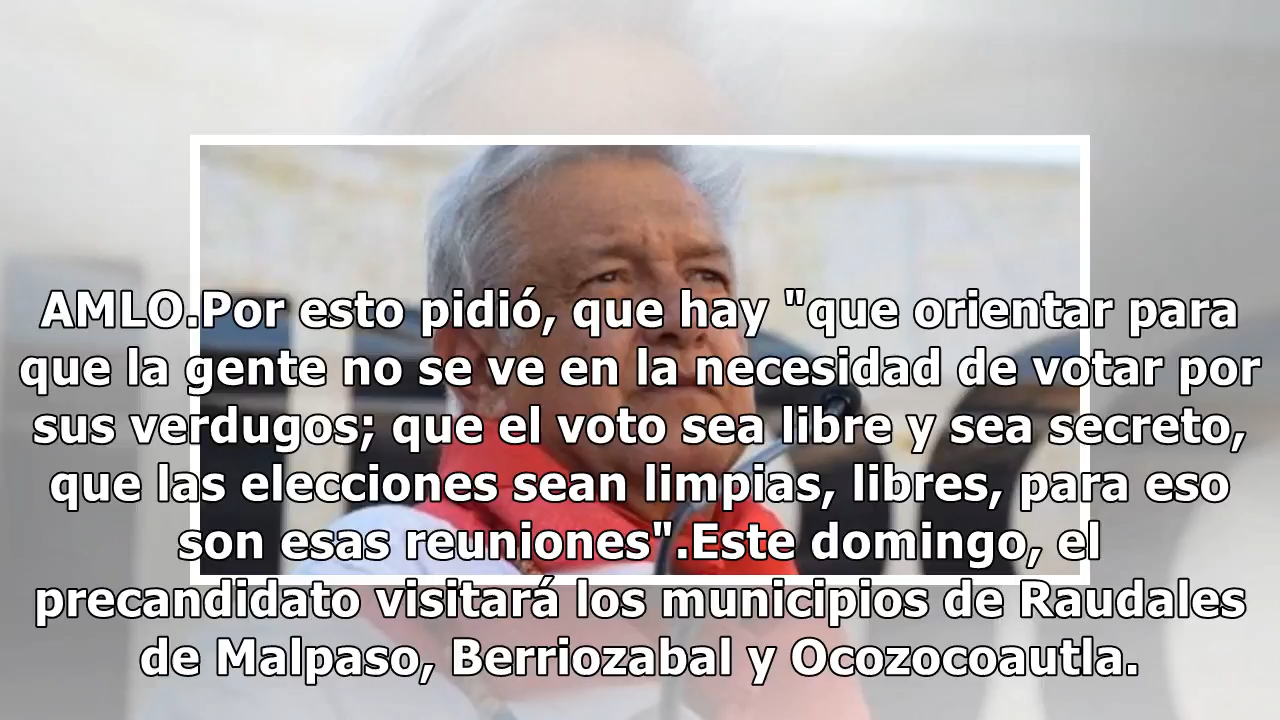 AMLO.Por esto pidió, que hay "que orientar para
que la gente no se ve en la necesidad de votar por
sus verdugos; que el voto sea libre y sea secreto,
que las elecciones sean limpias, libres, para eso
son esas reuniones".Este domingo, el
precandidato visitará los municipios de Raudales
de Malpaso, Berriozabal y Ocozocoautla.